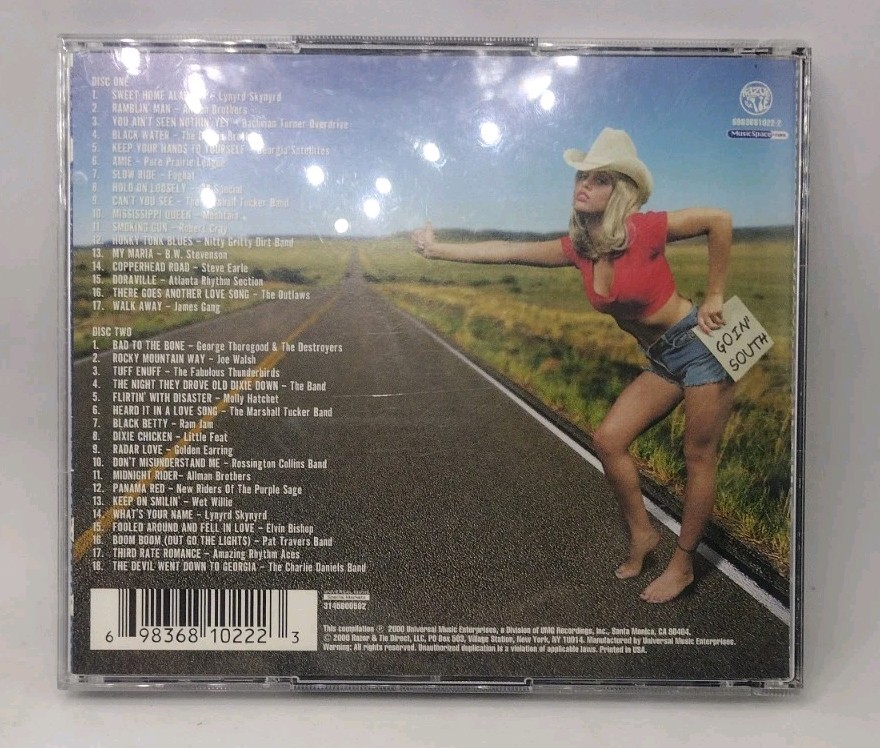 DISC ONE
1. SWEET HOME – Lynyrd Skynyrd
2. RAMBLIN' MAN – Brothers
3. YOU AIN'T SEEN NOTHIN' YET – Bachman Turner Overdrive
4. BLACK WATER – The
5. KEEP YOUR HANDS TO YOURSELF – Georgia Satellites
6. AMIE – Pure Prairie League
7. SLOW RIDE – Foghat
8. HOLD ON LOOSELY – Special
9. CAN'T YOU SEE – The Marshall Tucker Band
10. MISSISSIPPI QUEEN – Mountain
11. SMOKING GUN – Robert Cray
12. HONKY TONK BLUES – Nitty Gritty Dirt Band
13. MY MARIA – B.W. Stevenson
14. COPPERHEAD ROAD – Steve Earle
15. DORAVILLE – Atlanta Rhythm Section
16. THERE GOES ANOTHER LOVE SONG – The Outlaws
17. WALK AWAY – James Gang
DISC TWO
1. BAD TO THE BONE – George Thorogood & The Destroyers
2. ROCKY MOUNTAIN WAY – Joe Walsh
3. TUFF ENUFF – The Fabulous Thunderbirds
4. THE NIGHT THEY DROVE OLD DIXIE DOWN – The Band
5. FLIRTIN' WITH DISASTER – Molly Hatchet
6. HEARD IT IN A LOVE SONG – The Marshall Tucker Band
7. BLACK BETTY – Ram Jam
8. DIXIE CHICKEN – Little Feat
9. RADAR LOVE – Golden Earring
10. DON'T MISUNDERSTAND ME – Rossington Collins Band
11. MIDNIGHT RIDER – Allman Brothers
12. PANAMA RED – New Riders Of The Purple Sage
13. KEEP ON SMILIN' – Wet Willie
14. WHAT'S YOUR NAME – Lynyrd Skynyrd
15. FOOLED AROUND AND FELL IN LOVE – Elvin Bishop
16. BOOM BOOM (OUT GO THE LIGHTS) – Pat Travers Band
17. THIRD RATE ROMANCE – Amazing Rhythm Aces
18. THE DEVIL WENT DOWN TO GEORGIA – The Charlie Daniels Band
RAZOR
& TIE
MusicSpace
GOIN'
SOUTH
6 98368 10222 3
This compilation ℗ 2000 Universal Music Enterprises, a Division of UMG Recordings, Inc., Santa Monica, CA 90404.
© 2000 Razor & Tie Direct, LLC, PO Box 585, Village Station, New York, NY 10014. Manufactured by Universal Music Enterprises.
Warning: All rights reserved. Unauthorized duplication is a violation of applicable laws. Printed in USA.